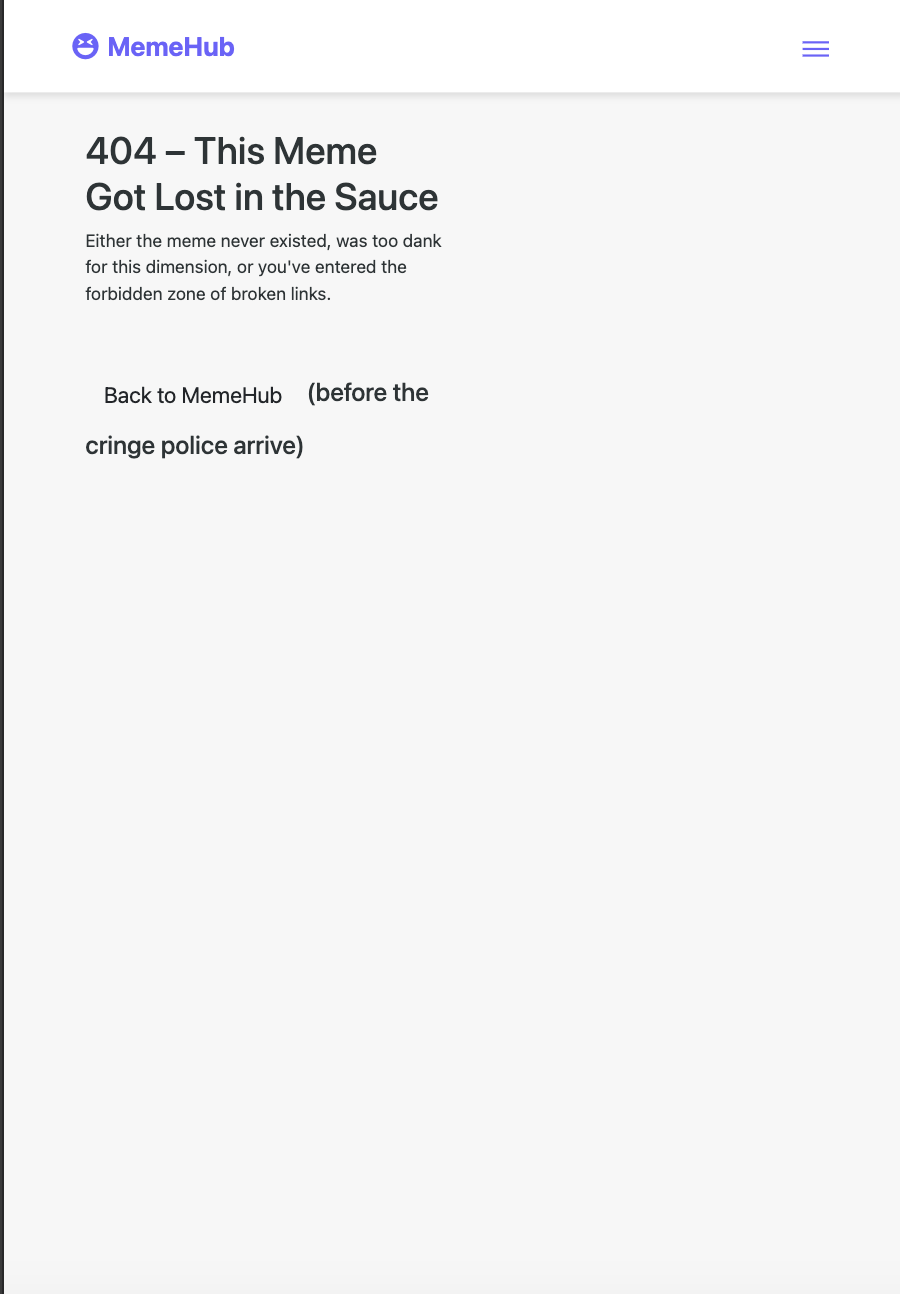 MemeHub
404 – This Meme
Got Lost in the Sauce
Either the meme never existed, was too dank
for this dimension, or you've entered the
forbidden zone of broken links.
Back to MemeHub (before the
cringe police arrive)